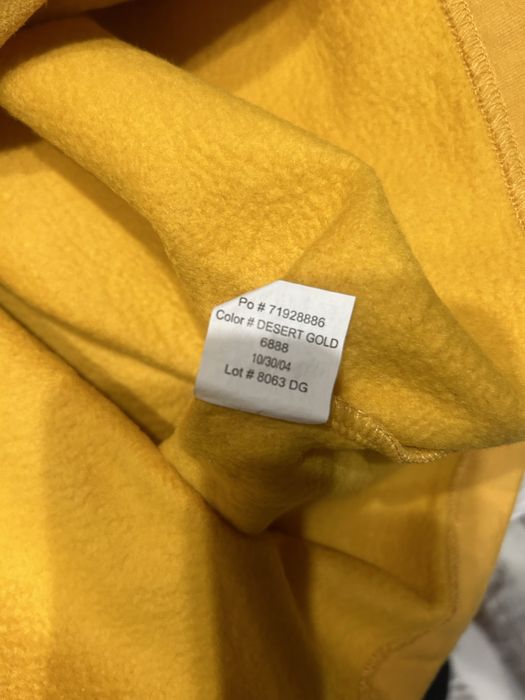 Po # 71928886
Color # DESERT GOLD
6888
10/30/04
Lot # 8063 DG